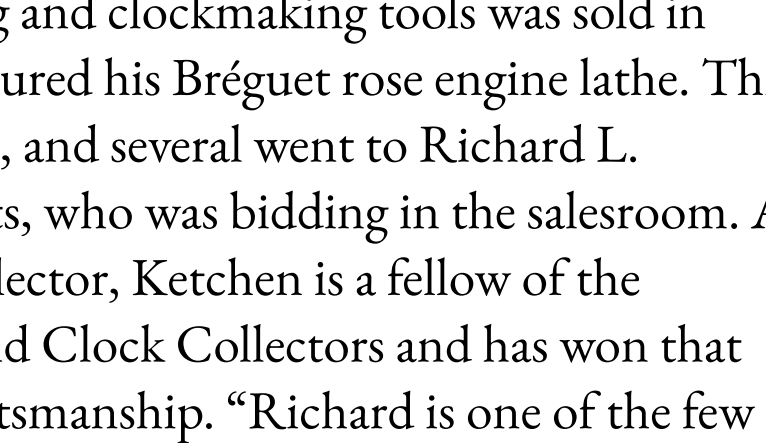 g and clockmaking tools was sold in
ured his Bréguet rose engine lathe. Th
, and several went to Richard L.
ts, who was bidding in the salesroom. A
lector, Ketchen is a fellow of the
nd Clock Collectors and has won that
tsmanship. “Richard is one of the few